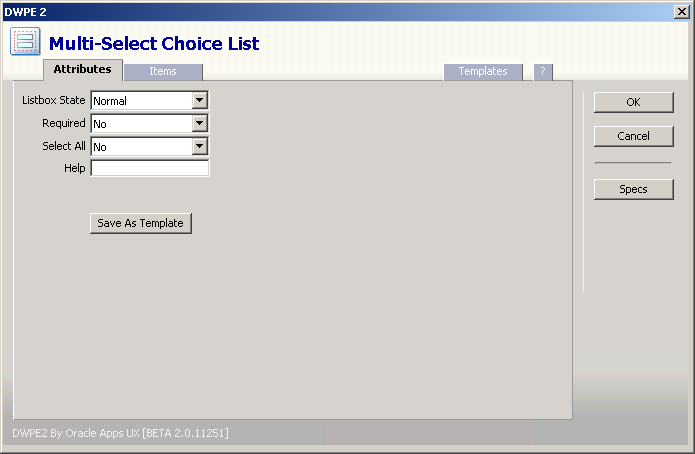 DWPE 2
Multi-Select Choice List
Attributes Items Templates ?
Listbox State Normal
Required No
Select All No
Help
Save As Template
OK
Cancel
Specs
DWPE2 By Oracle Apps UX [BETA 2.0.11251]